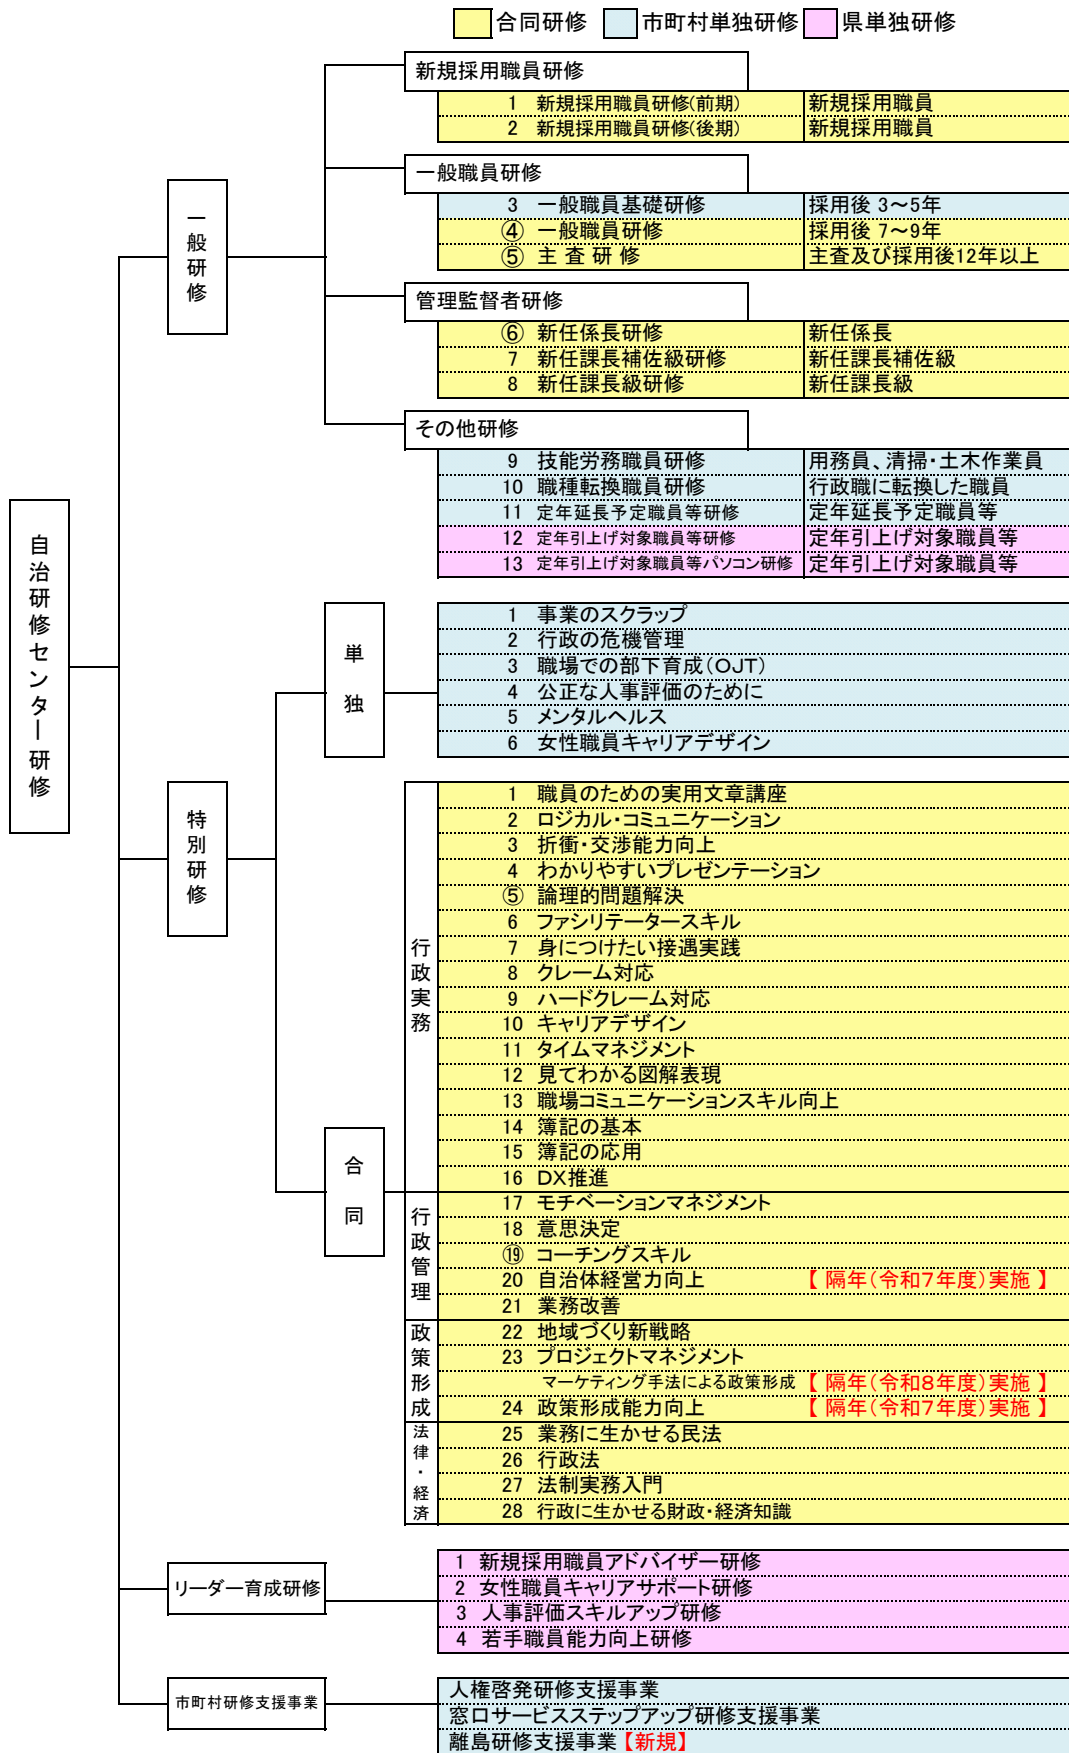 合同研修 市町村単独研修 県単独研修
自治研修センター研修
一般研修
新規採用職員研修
1 新規採用職員研修(前期) 新規採用職員
2 新規採用職員研修(後期) 新規採用職員
一般職員研修
3 一般職員基礎研修 採用後 3～5年
④ 一般職員研修 採用後 7～9年
⑤ 主査研修 主査及び採用後12年以上
管理監督者研修
⑥ 新任係長研修 新任係長
7 新任課長補佐級研修 新任課長補佐級
8 新任課長級研修 新任課長級
その他研修
9 技能労務職員研修 用務員、清掃・土木作業員
10 職種転換職員研修 行政職に転換した職員
11 定年延長予定職員等研修 定年延長予定職員等
12 定年引上げ対象職員等研修 定年引上げ対象職員等
13 定年引上げ対象職員等パソコン研修 定年引上げ対象職員等
特別研修
単独
1 事業のスクラップ
2 行政の危機管理
3 職場での部下育成(OJT)
4 公正な人事評価のために
5 メンタルヘルス
6 女性職員キャリアデザイン
合同
行政実務
1 職員のための実用文章講座
2 ロジカル・コミュニケーション
3 折衝・交渉能力向上
4 わかりやすいプレゼンテーション
⑤ 論理的問題解決
6 ファシリテータースキル
7 身につけたい接遇実践
8 クレーム対応
9 ハードクレーム対応
10 キャリアデザイン
11 タイムマネジメント
12 見てわかる図解表現
13 職場コミュニケーションスキル向上
14 簿記の基本
15 簿記の応用
16 DX推進
行政管理
17 モチベーションマネジメント
18 意思決定
⑲ コーチングスキル
20 自治体経営力向上 【 隔年(令和7年度)実施 】
21 業務改善
政策形成
22 地域づくり新戦略
23 プロジェクトマネジメント
マーケティング手法による政策形成 【 隔年(令和8年度)実施 】
24 政策形成能力向上 【 隔年(令和7年度)実施 】
法律・経済
25 業務に生かせる民法
26 行政法
27 法制実務入門
28 行政に生かせる財政・経済知識
リーダー育成研修
1 新規採用職員アドバイザー研修
2 女性職員キャリアサポート研修
3 人事評価スキルアップ研修
4 若手職員能力向上研修
市町村研修支援事業
人権啓発研修支援事業
窓口サービスステップアップ研修支援事業
離島研修支援事業【新規】